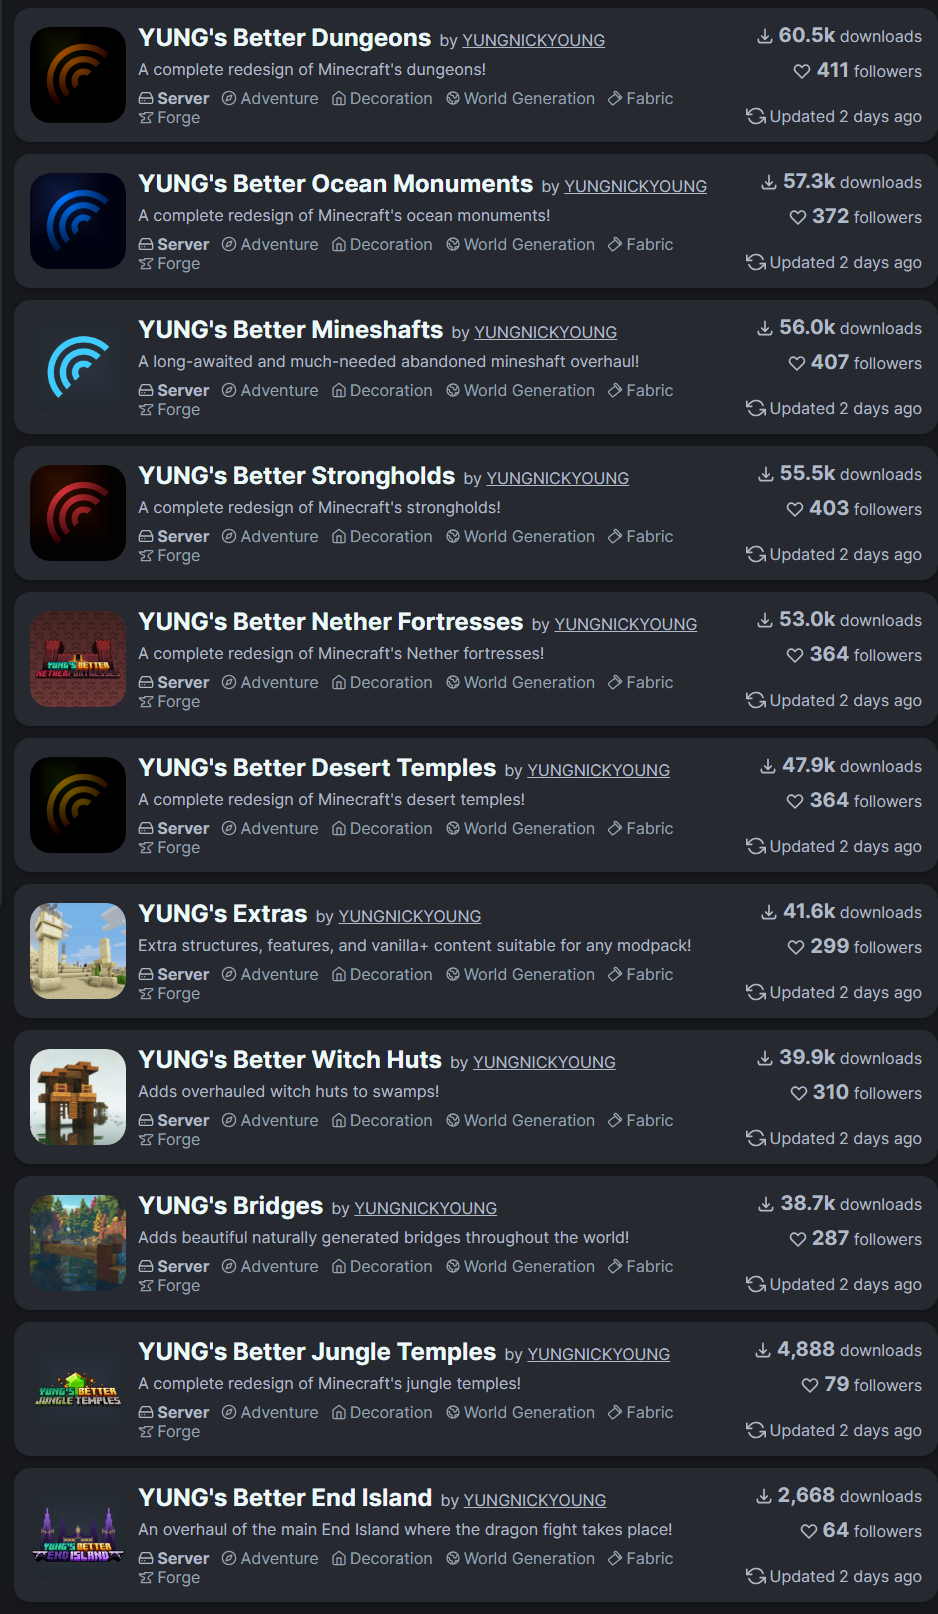 YUNG's Better Dungeons by YUNGNICKYOUNG
60.5k downloads
A complete redesign of Minecraft's dungeons!
411 followers
Server Adventure Decoration World Generation Fabric
Forge
Updated 2 days ago
YUNG's Better Ocean Monuments by YUNGNICKYOUNG
57.3k downloads
A complete redesign of Minecraft's ocean monuments!
372 followers
Server Adventure Decoration World Generation Fabric
Forge
Updated 2 days ago
YUNG's Better Mineshafts by YUNGNICKYOUNG
56.0k downloads
A long-awaited and much-needed abandoned mineshaft overhaul!
407 followers
Server Adventure Decoration World Generation Fabric
Forge
Updated 2 days ago
YUNG's Better Strongholds by YUNGNICKYOUNG
55.5k downloads
A complete redesign of Minecraft's strongholds!
403 followers
Server Adventure Decoration World Generation Fabric
Forge
Updated 2 days ago
YUNG'S BETTER
NETHER FORTRESSES
YUNG's Better Nether Fortresses by YUNGNICKYOUNG
53.0k downloads
A complete redesign of Minecraft's Nether fortresses!
364 followers
Server Adventure Decoration World Generation Fabric
Forge
Updated 2 days ago
YUNG's Better Desert Temples by YUNGNICKYOUNG
47.9k downloads
A complete redesign of Minecraft's desert temples!
364 followers
Server Adventure Decoration World Generation Fabric
Forge
Updated 2 days ago
YUNG's Extras by YUNGNICKYOUNG
41.6k downloads
Extra structures, features, and vanilla+ content suitable for any modpack!
299 followers
Server Adventure Decoration World Generation Fabric
Forge
Updated 2 days ago
YUNG's Better Witch Huts by YUNGNICKYOUNG
39.9k downloads
Adds overhauled witch huts to swamps!
310 followers
Server Adventure Decoration World Generation Fabric
Forge
Updated 2 days ago
YUNG's Bridges by YUNGNICKYOUNG
38.7k downloads
Adds beautiful naturally generated bridges throughout the world!
287 followers
Server Adventure Decoration World Generation Fabric
Forge
Updated 2 days ago
YUNG'S BETTER
JUNGLE TEMPLES
YUNG's Better Jungle Temples by YUNGNICKYOUNG
4,888 downloads
A complete redesign of Minecraft's jungle temples!
79 followers
Server Adventure Decoration World Generation Fabric
Forge
Updated 2 days ago
YUNG'S BETTER
END ISLAND
YUNG's Better End Island by YUNGNICKYOUNG
2,668 downloads
An overhaul of the main End Island where the dragon fight takes place!
64 followers
Server Adventure Decoration World Generation Fabric
Forge
Updated 2 days ago